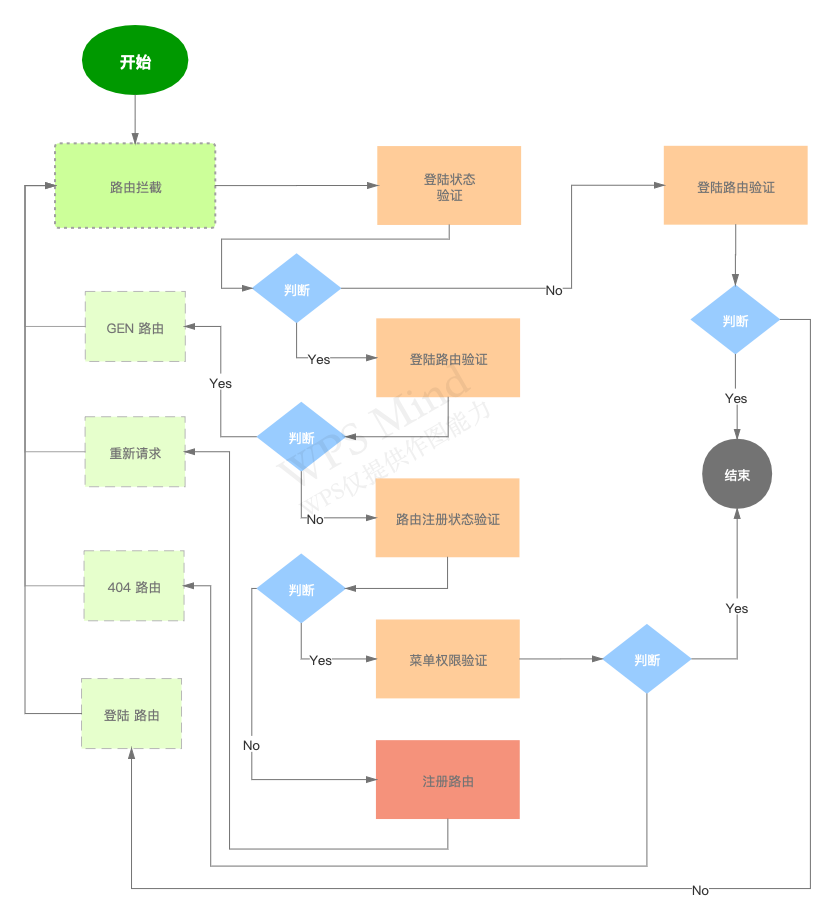 开始
路由拦截
登陆状态
验证
登陆路由验证
判断
No
判断
GEN 路由
Yes
登陆路由验证
Yes
Yes
判断
重新请求
结束
No
路由注册状态验证
404 路由
判断
Yes
Yes
菜单权限验证
判断
登陆 路由
No
注册路由
No
WPS Mind
WPS仅提供作图能力